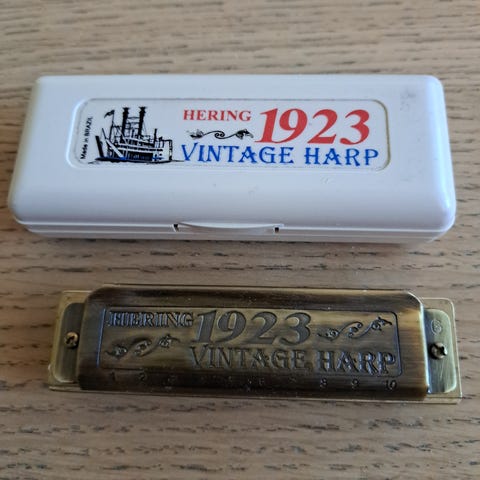 Made in BRAZIL
HERING 1923
VINTAGE HARP
HERING 1923
VINTAGE HARP
G
1 2 3 4 5 6 7 8 9 10